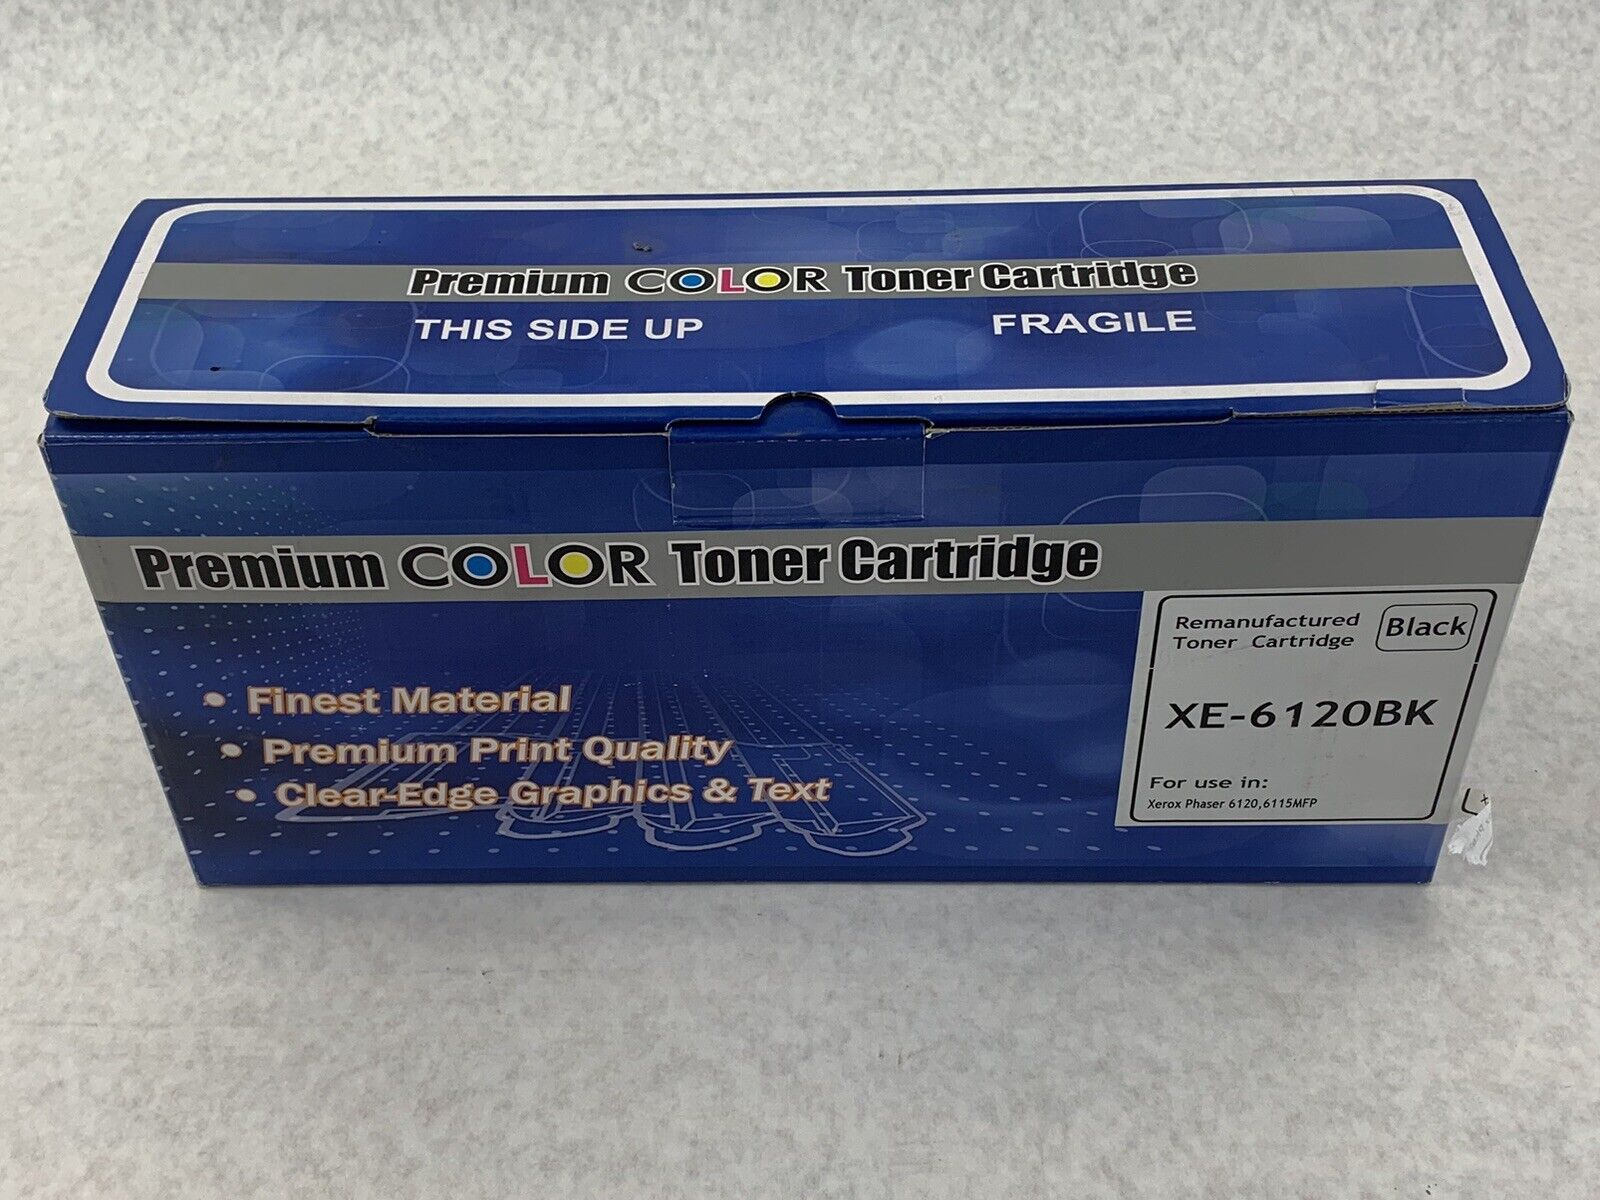 Premium COLOR Toner Cartridge
THIS SIDE UP FRAGILE
Premium COLOR Toner Cartridge
Remanufactured
Toner Cartridge
Black
XE-6120BK
For use in:
Xerox Phaser 6120,6115MFP
• Finest Material
• Premium Print Quality
• Clear-Edge Graphics & Text